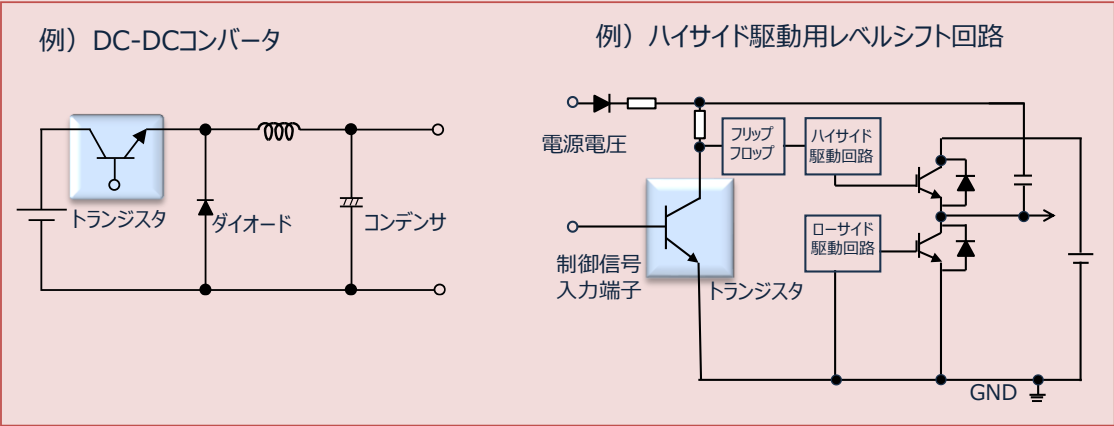 例）DC-DCコンバータ
トランジスタ
ダイオード
コンデンサ
例）ハイサイド駆動用レベルシフト回路
電源電圧
フリップ
フロップ
ハイサイド
駆動回路
ローサイド
駆動回路
制御信号
入力端子
トランジスタ
GND